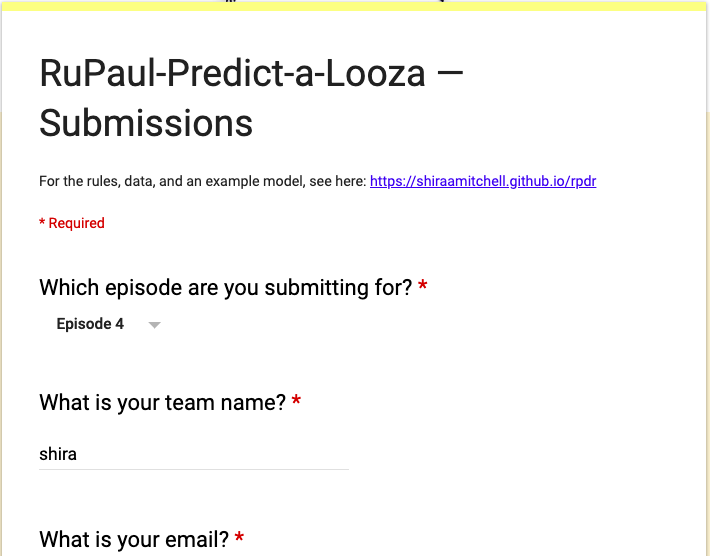 RuPaul-Predict-a-Looza —
Submissions
For the rules, data, and an example model, see here: https://shiraamitchell.github.io/rpdr
* Required
Which episode are you submitting for? *
Episode 4
What is your team name? *
shira
What is your email? *